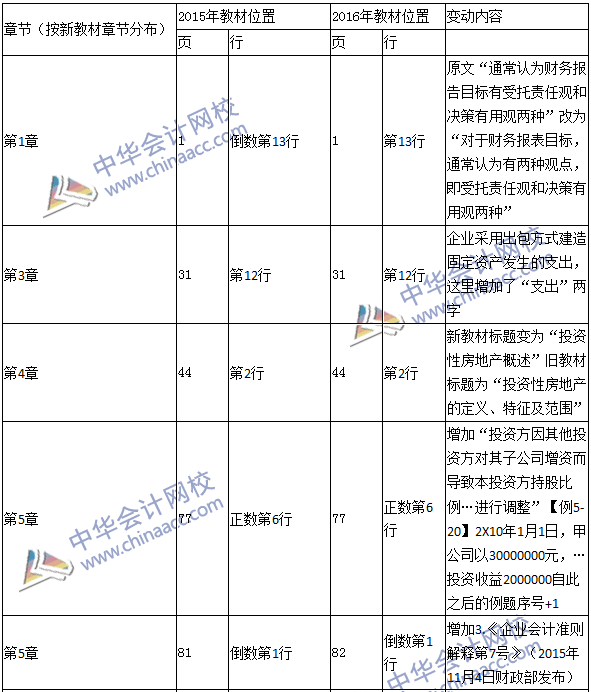 章节（按新教材章节分布）
2015年教材位置
2016年教材位置
变动内容
页
行
页
行
第1章
1
倒数第13行
1
第13行
原文“通常认为财务报
告目标有受托责任观和
决策有用观两种”改为
“对于财务报表目标，
通常认为有两种观点，
即受托责任观和决策有
用观两种”
第3章
31
第12行
31
第12行
企业采用出包方式建造
固定资产发生的支出，
这里增加了“支出”两
字
第4章
44
第2行
44
第2行
新教材标题变为“投资
性房地产概述”旧教材
标题为“投资性房地产
的定义、特征及范围”
第5章
77
正数第6行
77
正数第6
行
增加“投资方因其他投
资方对其子公司增资而
导致本投资方持股比
例…进行调整”【例5-
20】2X10年1月1日，甲
公司以30000000元，…
投资收益2000000自此
之后的例题序号+1
第5章
81
倒数第1行
82
倒数第1
行
增加3.《企业会计准则
解释第7号》（2015年
11月4日财政部发布）
中华会计网校
www.chinaacc.com
中华会计网校
www.chinaacc.com
中华会计网校
www.chinaacc.com
中华会计网校
www.chinaacc.com